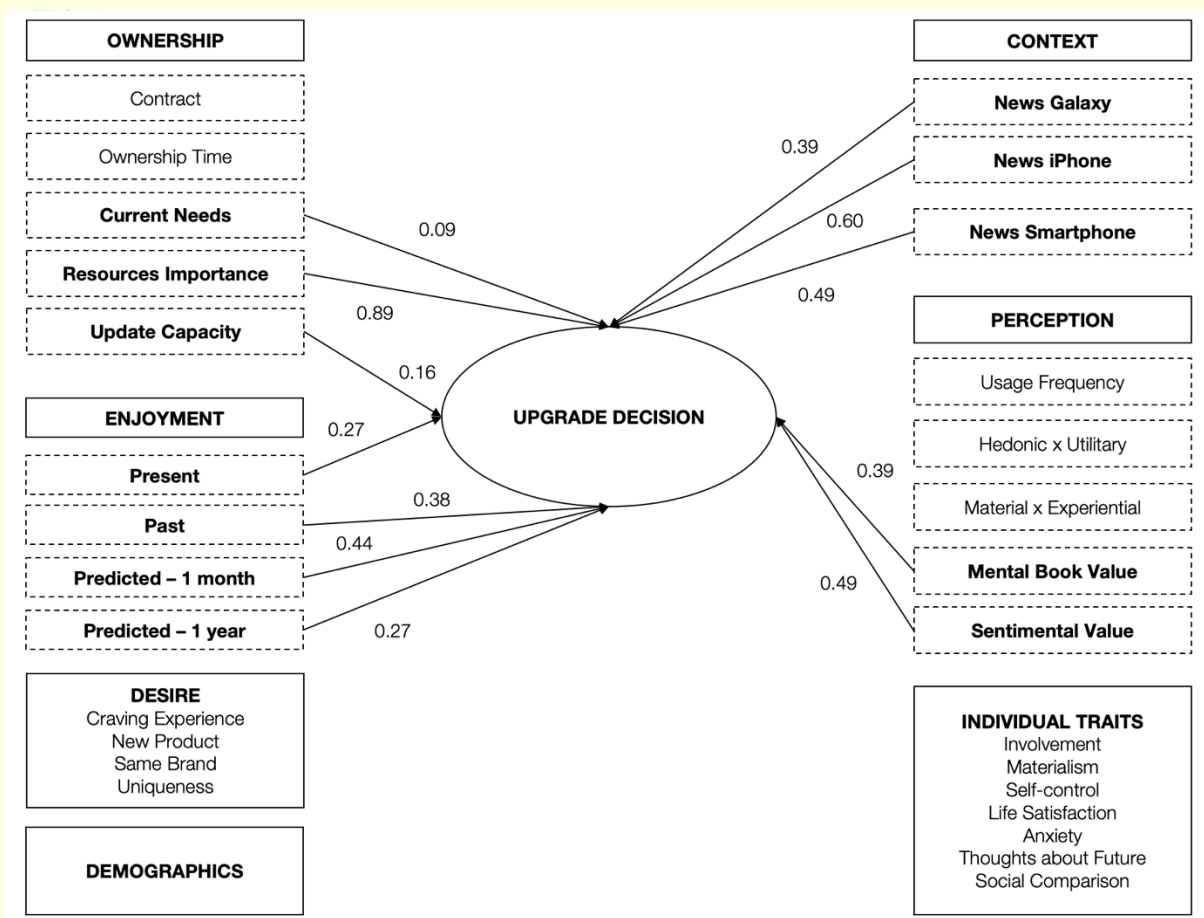 OWNERSHIP
Contract
Ownership Time
Current Needs
Resources Importance
Update Capacity
0.09
0.89
0.16
ENJOYMENT
Present
Past
Predicted – 1 month
Predicted – 1 year
0.27
0.38
0.44
0.27
DESIRE
Craving Experience
New Product
Same Brand
Uniqueness
DEMOGRAPHICS
UPGRADE DECISION
CONTEXT
News Galaxy
News iPhone
News Smartphone
0.39
0.60
0.49
PERCEPTION
Usage Frequency
Hedonic x Utilitary
Material x Experiential
Mental Book Value
Sentimental Value
0.39
0.49
INDIVIDUAL TRAITS
Involvement
Materialism
Self-control
Life Satisfaction
Anxiety
Thoughts about Future
Social Comparison